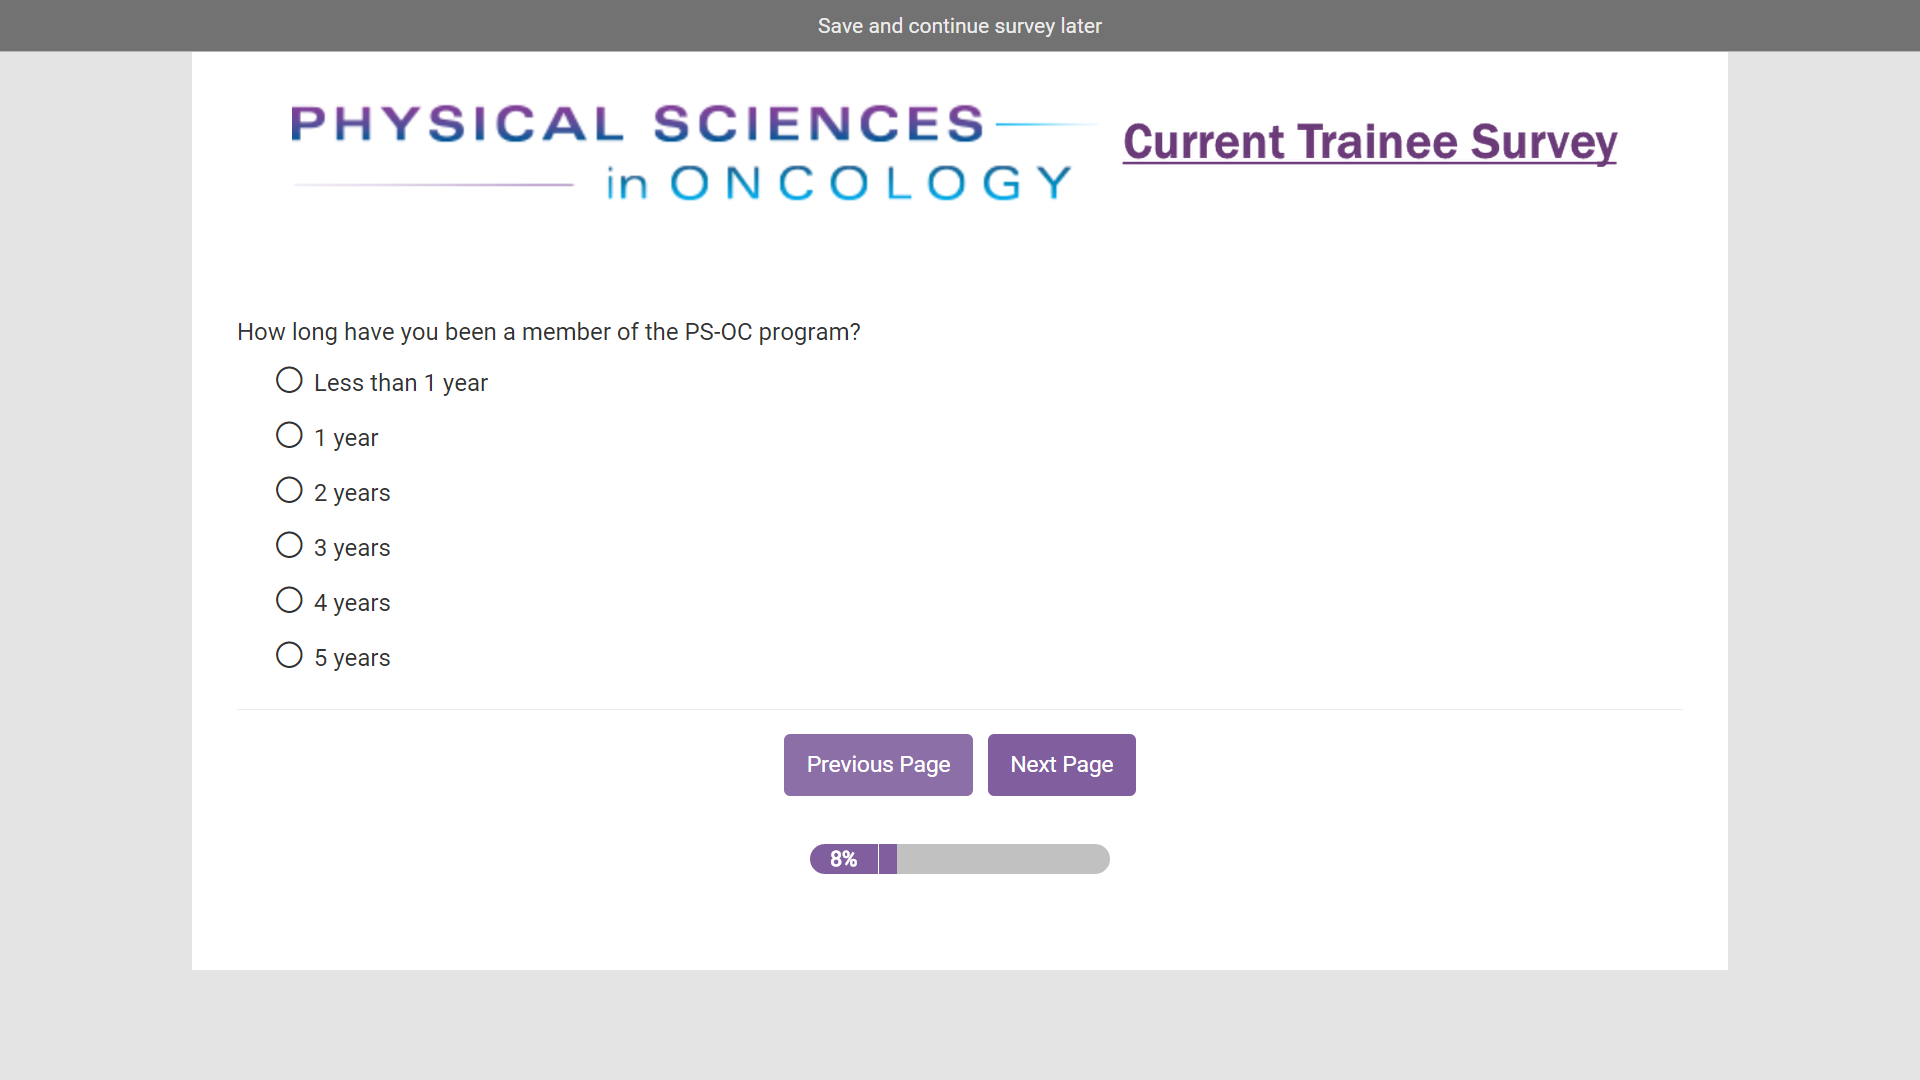 Save and continue survey later
PHYSICAL SCIENCES
in ONCOLOGY
Current Trainee Survey
How long have you been a member of the PS-OC program?
Less than 1 year
1 year
2 years
3 years
4 years
5 years
Previous Page
Next Page
8%